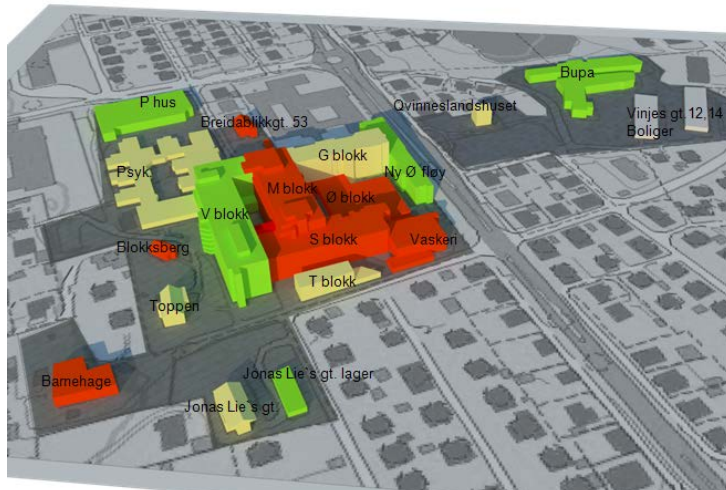 Bupa
P hus
Qvinneslandshuset
Vinjes gt.12,14
Boliger
Breidablikkgt. 53
G blokk
Psyk.
Ny Ø fløy
M blokk
Ø blokk
V blokk
S blokk
Vasken
Blokksberg
T blokk
Toppen
Jonas Lie`s gt. lager
Barnehage
Jonas Lie`s gt.